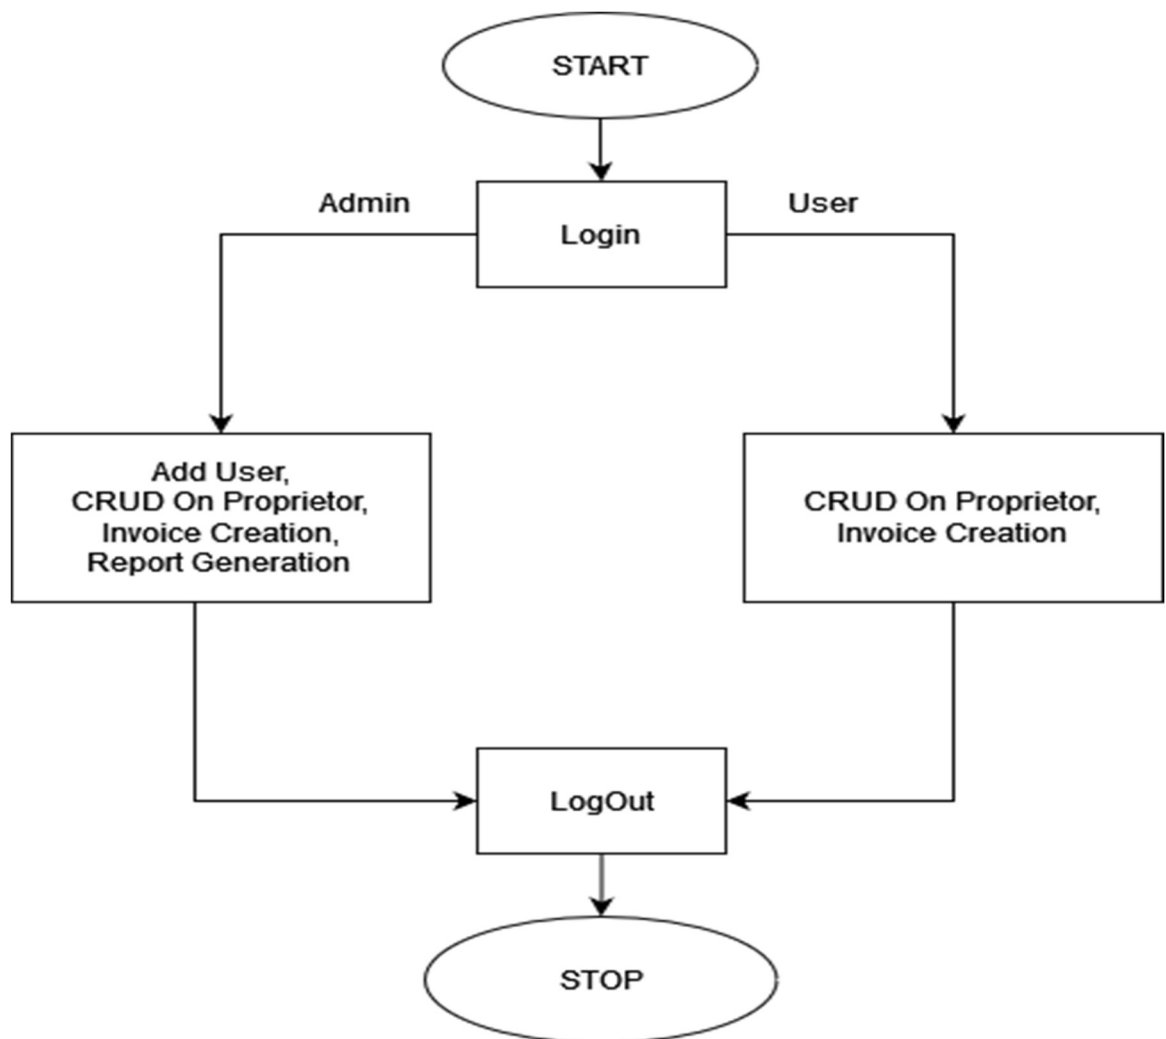 START
Admin
User
Login
Add User,
CRUD On Proprietor,
Invoice Creation,
Report Generation
CRUD On Proprietor,
Invoice Creation
LogOut
STOP